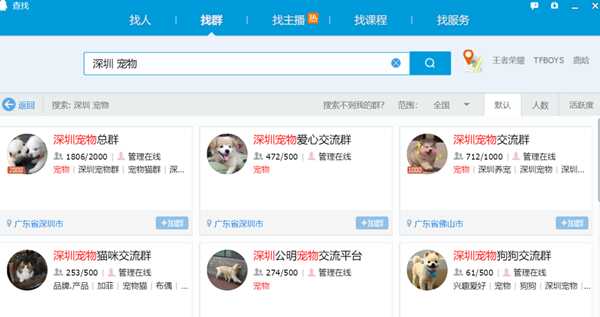 查找
找人 找群 找主播 热 找课程 找服务
深圳 宠物
王者荣耀 TFBOYS 鹿晗
返回 搜索: 深圳 宠物 搜索不到我的群? 范围: 全国 默认 人数 活跃度
深圳宠物总群
1806/2000 管理在线
宠物 深圳宠物群 宠物猫群 深...
2000
广东省深圳市 +加群
深圳宠物爱心交流群
472/500 管理在线
宠物
广东省深圳市 +加群
深圳宠物交流群
712/1000 管理在线
宠物 深圳养宠 深圳宠物 深...
1000
广东省佛山市 +加群
深圳宠物猫咪交流群
253/500 管理在线
品牌.产品 加菲 宠物猫 布偶 ...
深圳公明宠物交流平台
274/500 管理在线
宠物
深圳宠物狗狗交流群
61/500 管理在线
兴趣爱好 宠物 狗狗 深圳宠物 ...